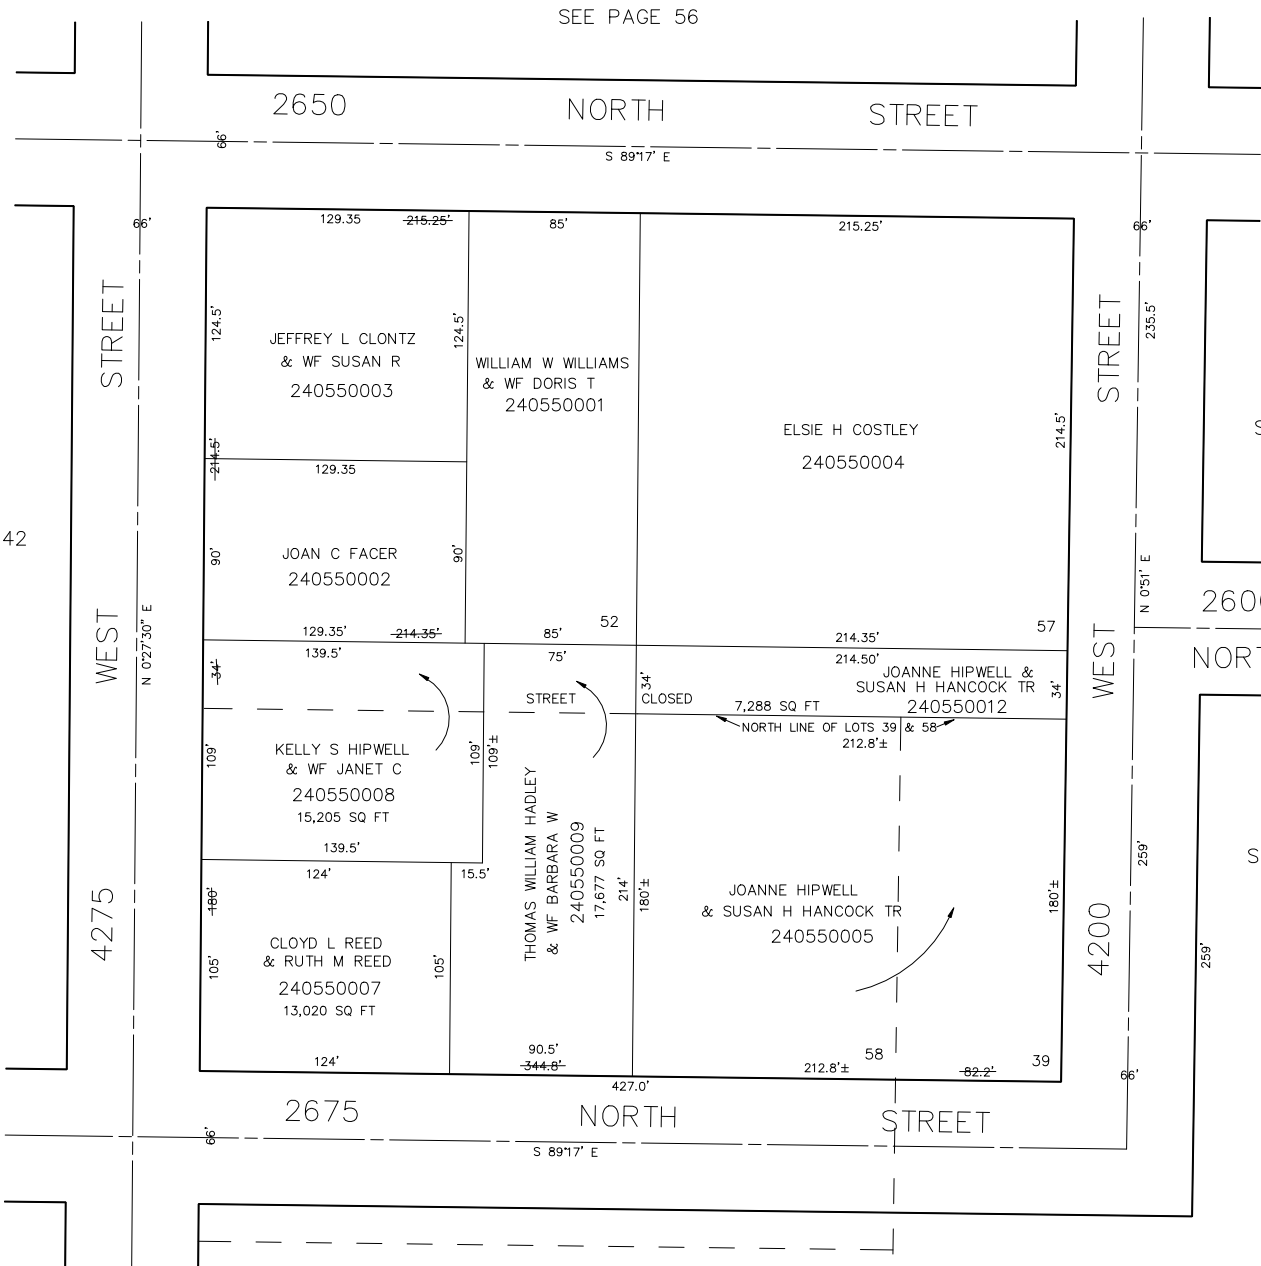 SEE PAGE 56
2650 NORTH STREET
66'
S 89°17' E
66'
66'
129.35
215.25'
85'
215.25'
STREET
STREET
124.5'
124.5'
235.5'
JEFFREY L CLONTZ
& WF SUSAN R
240550003
WILLIAM W WILLIAMS
& WF DORIS T
240550001
ELSIE H COSTLEY
240550004
214.5'
214.5'
129.35
42
90'
90'
JOAN C FACER
240550002
N 0°51' E
2600
WEST
N 0°27'30" E
52
57
129.35'
214.35'
85'
214.35'
139.5'
75'
214.50'
NORT
WEST
34'
34'
34'
JOANNE HIPWELL &
SUSAN H HANCOCK TR
240550012
STREET
CLOSED
7,288 SQ FT
NORTH LINE OF LOTS 39 & 58
212.8'±
109'
109'
109'±
KELLY S HIPWELL
& WF JANET C
240550008
15,205 SQ FT
139.5'
124'
15.5'
THOMAS WILLIAM HADLEY
& WF BARBARA W
240550009
17,677 SQ FT
214'
180'±
180'±
259'
S
S
JOANNE HIPWELL
& SUSAN H HANCOCK TR
240550005
180'
4275
4200
CLOYD L REED
& RUTH M REED
240550007
13,020 SQ FT
105'
105'
259'
124'
90.5'
344.8'
58
39
212.8'±
82.2'
66'
427.0'
2675 NORTH STREET
66'
S 89°17' E